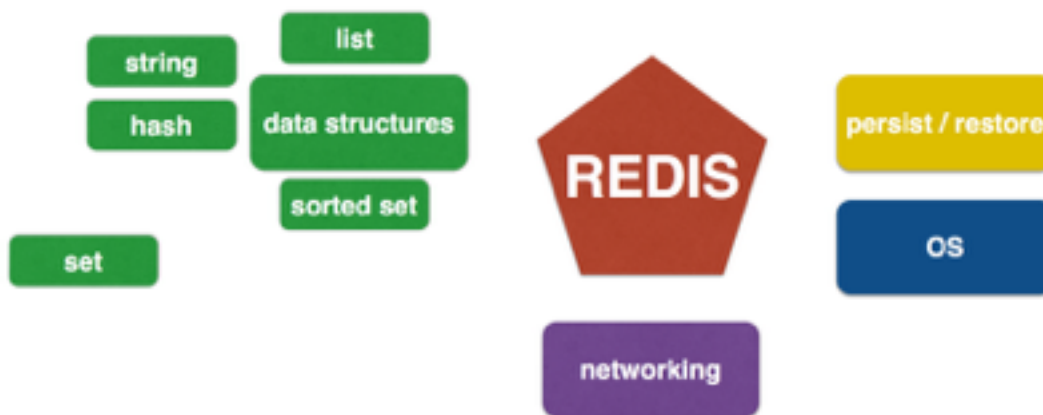 list
string
hash
data structures
sorted set
set
REDIS
persist / restore
OS
networking